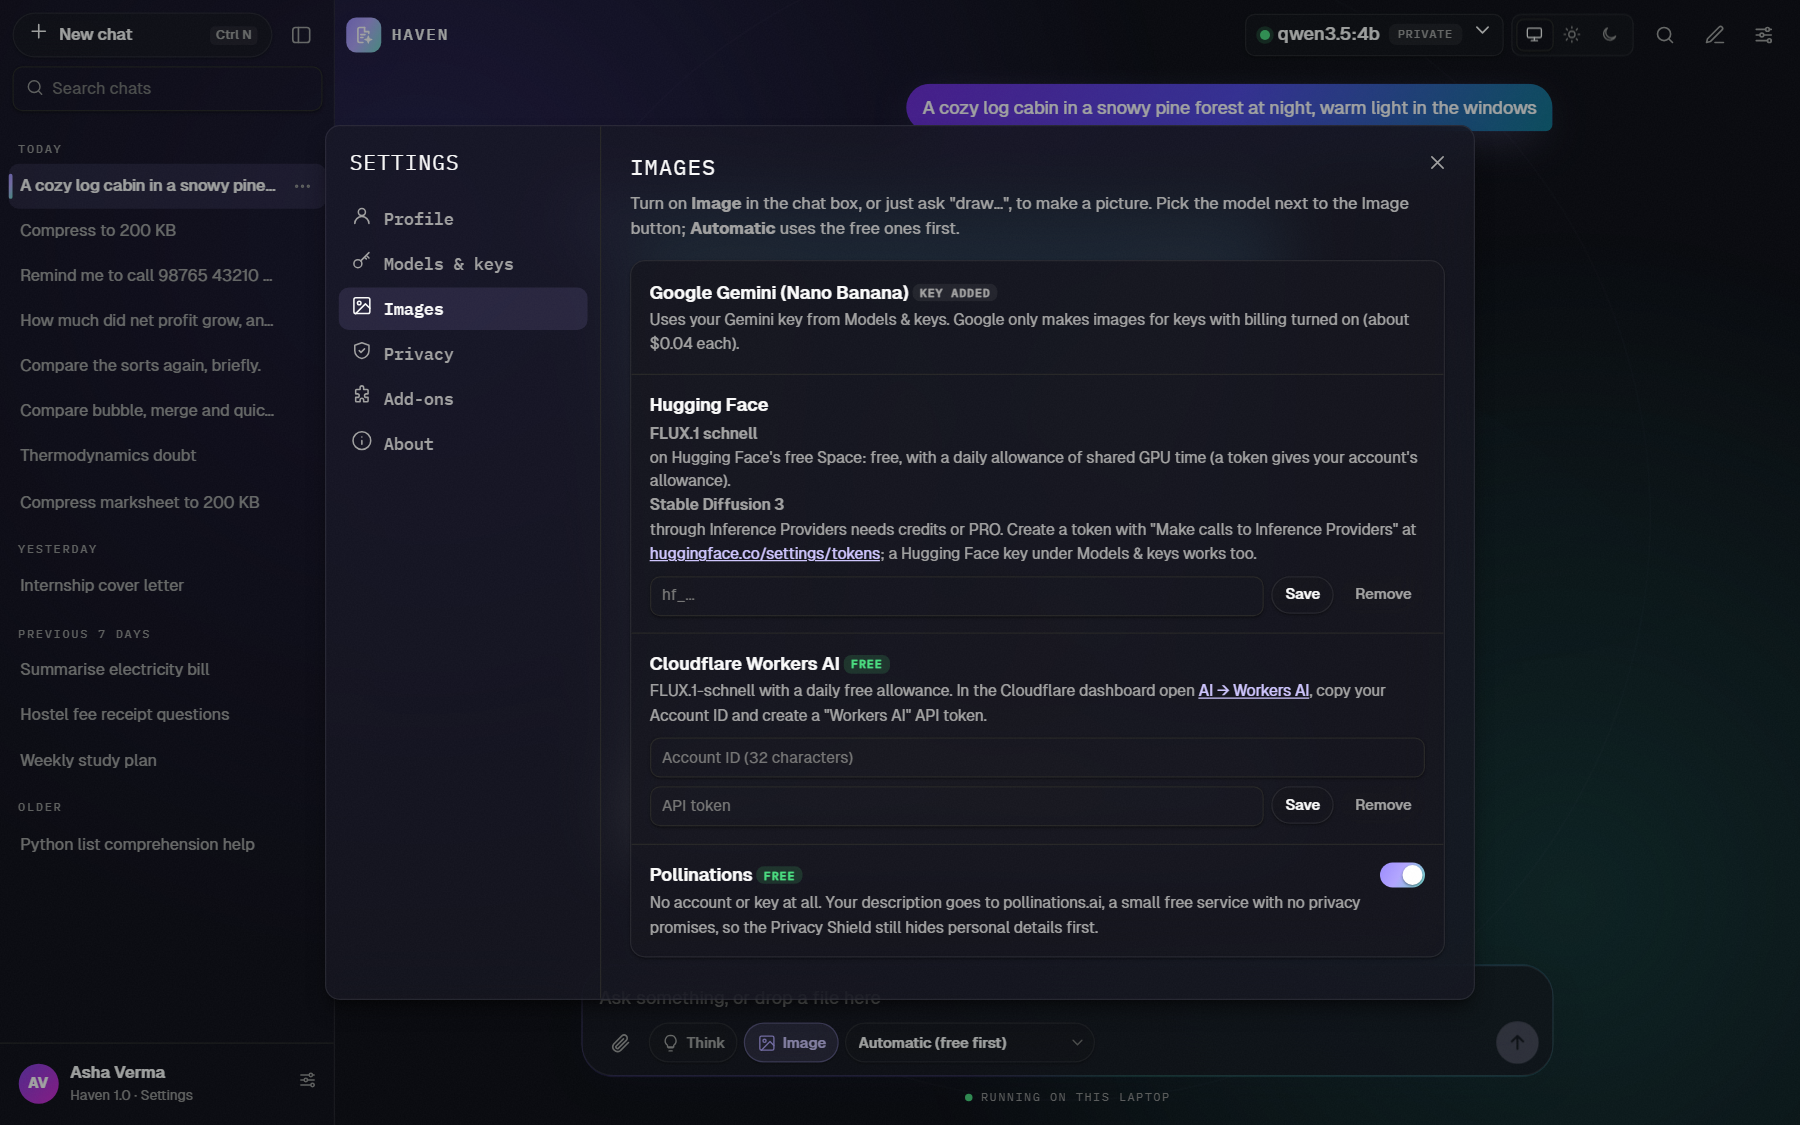 New chat
Ctrl N
Search chats
TODAY
A cozy log cabin in a snowy pine...
Compress to 200 KB
Remind me to call 98765 43210 ...
How much did net profit grow, an...
Compare the sorts again, briefly.
Compare bubble, merge and quic...
Thermodynamics doubt
Compress marksheet to 200 KB
YESTERDAY
Internship cover letter
PREVIOUS 7 DAYS
Summarise electricity bill
Hostel fee receipt questions
Weekly study plan
OLDER
Python list comprehension help
AV
Asha Verma
Haven 1.0 · Settings
HAVEN
qwen3.5:4b PRIVATE
A cozy log cabin in a snowy pine forest at night, warm light in the windows
SETTINGS
Profile
Models & keys
Images
Privacy
Add-ons
About
IMAGES
Turn on Image in the chat box, or just ask "draw...", to make a picture. Pick the model next to the Image
button; Automatic uses the free ones first.
Google Gemini (Nano Banana) KEY ADDED
Uses your Gemini key from Models & keys. Google only makes images for keys with billing turned on (about
$0.04 each).
Hugging Face
FLUX.1 schnell
on Hugging Face's free Space: free, with a daily allowance of shared GPU time (a token gives your account's
allowance).
Stable Diffusion 3
through Inference Providers needs credits or PRO. Create a token with "Make calls to Inference Providers" at
huggingface.co/settings/tokens; a Hugging Face key under Models & keys works too.
hf_...
Save
Remove
Cloudflare Workers AI FREE
FLUX.1-schnell with a daily free allowance. In the Cloudflare dashboard open AI → Workers AI, copy your
Account ID and create a "Workers AI" API token.
Account ID (32 characters)
API token
Save
Remove
Pollinations FREE
No account or key at all. Your description goes to pollinations.ai, a small free service with no privacy
promises, so the Privacy Shield still hides personal details first.
Ask something, or drop a file here
Think
Image
Automatic (free first)
RUNNING ON THIS LAPTOP